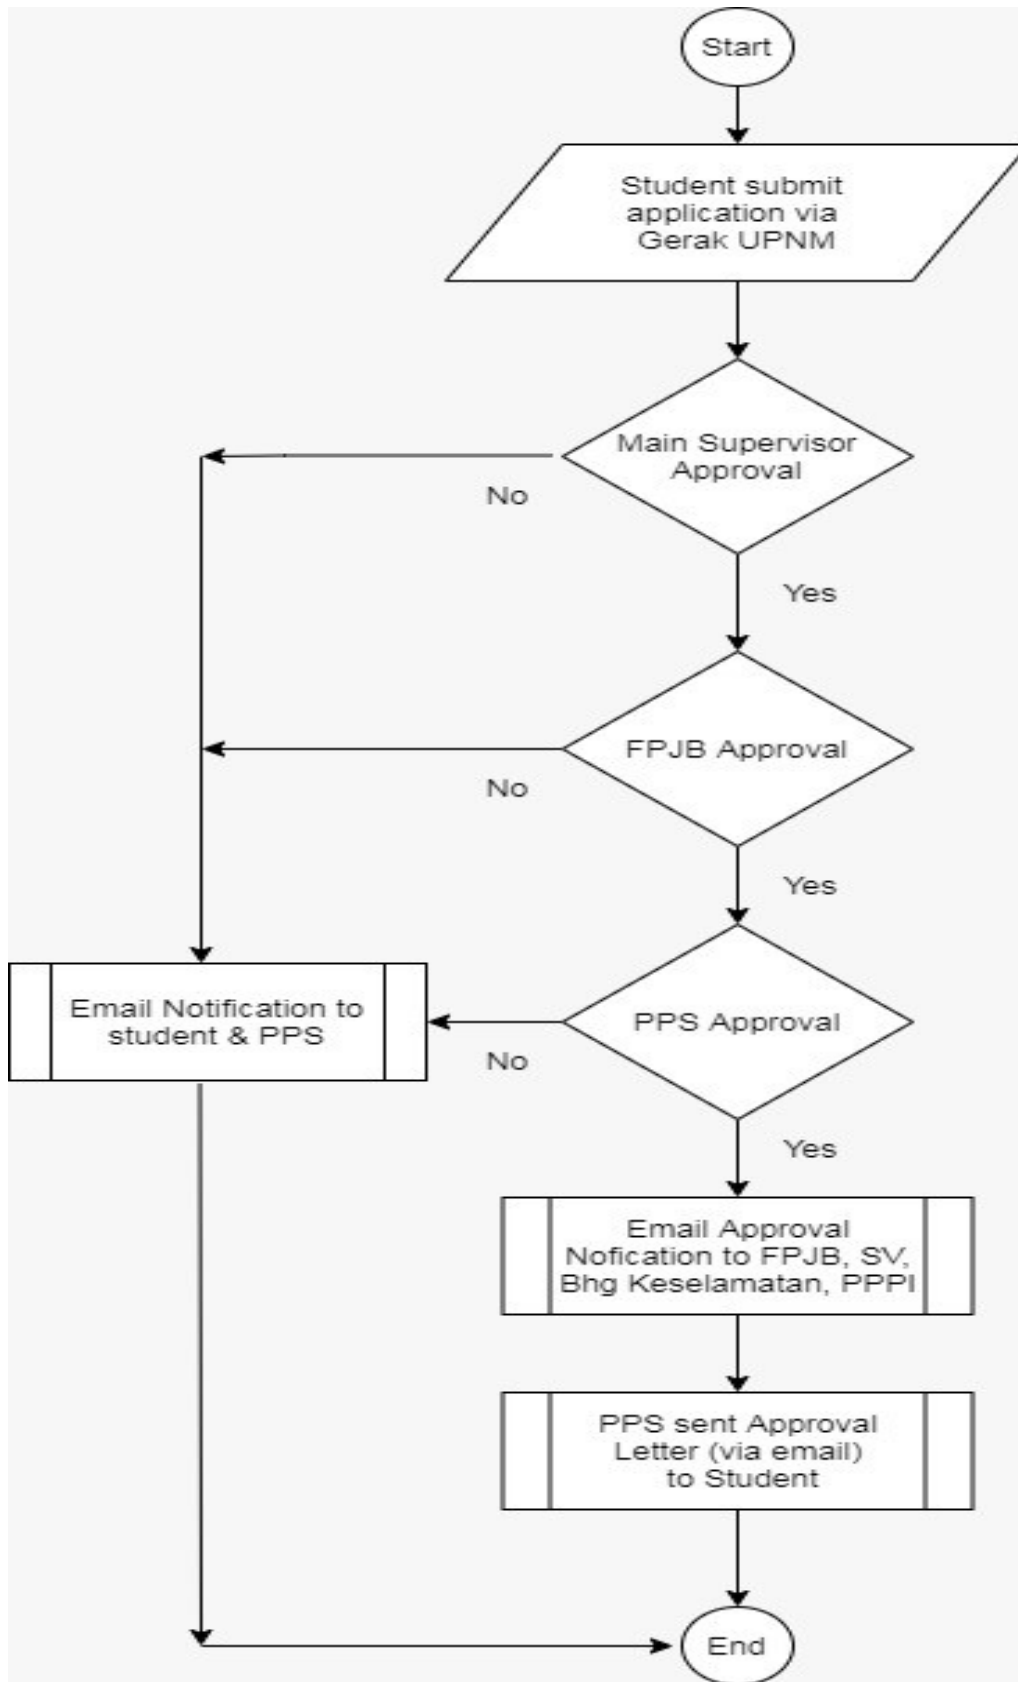 Start
Student submit
application via
Gerak UPNM
Main Supervisor
Approval
No
Yes
FPJB Approval
No
Yes
Email Notification to
student & PPS
PPS Approval
No
Yes
Email Approval
Nofication to FPJB, SV,
Bhg Keselamatan, PPPI
PPS sent Approval
Letter (via email)
to Student
End